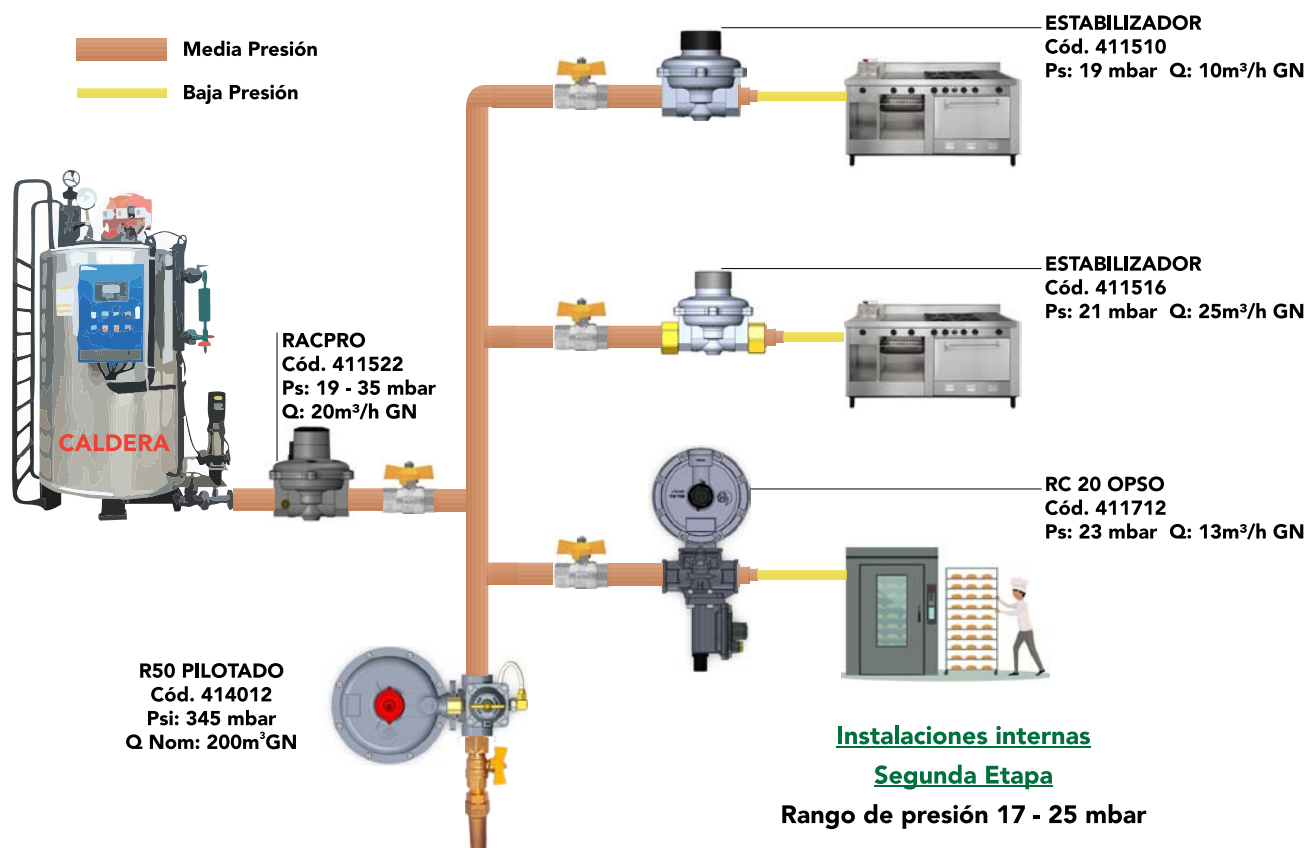 Media Presión
Baja Presión
ESTABILIZADOR
Cód. 411510
Ps: 19 mbar  Q: 10m³/h GN
ESTABILIZADOR
Cód. 411516
Ps: 21 mbar  Q: 25m³/h GN
RACPRO
Cód. 411522
Ps: 19 - 35 mbar
Q: 20m³/h GN
CALDERA
RC 20 OPSO
Cód. 411712
Ps: 23 mbar  Q: 13m³/h GN
R50 PILOTADO
Cód. 414012
Psi: 345 mbar
Q Nom: 200m³GN
Instalaciones internas
Segunda Etapa
Rango de presión 17 - 25 mbar